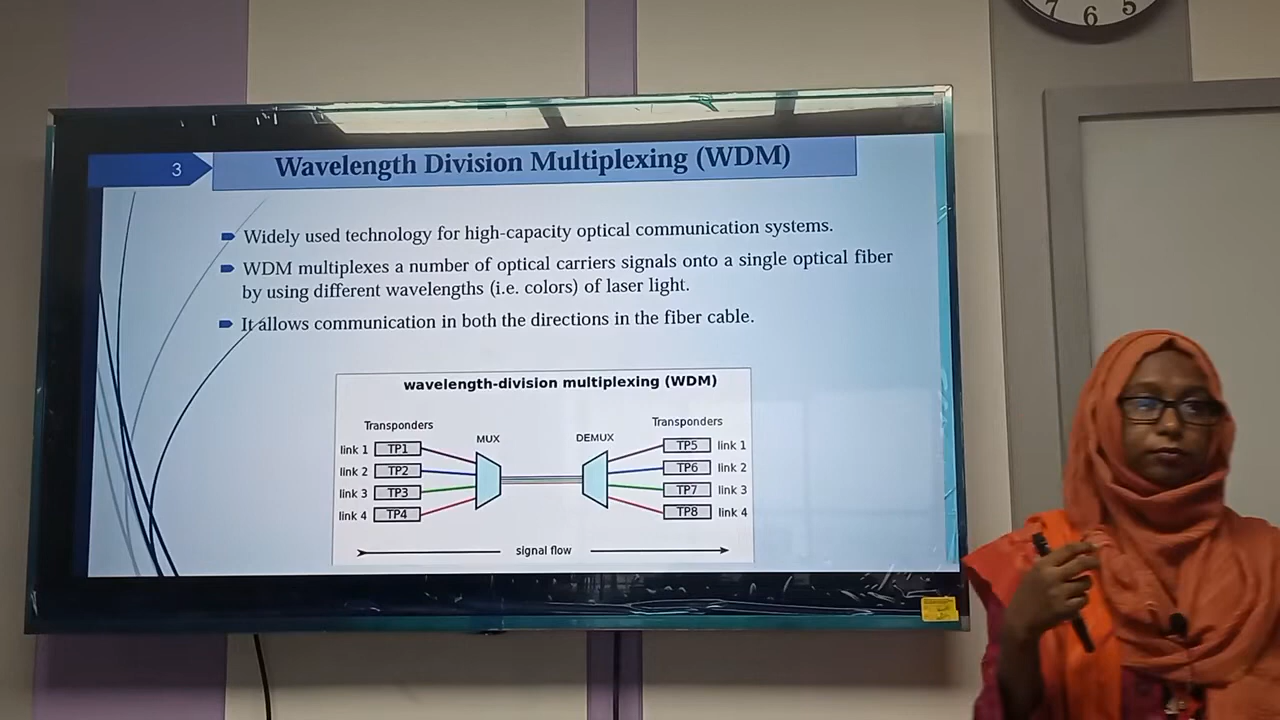 7 6 5
3
Wavelength Division Multiplexing (WDM)
Widely used technology for high-capacity optical communication systems.
WDM multiplexes a number of optical carriers signals onto a single optical fiber
by using different wavelengths (i.e. colors) of laser light.
It allows communication in both the directions in the fiber cable.
wavelength-division multiplexing (WDM)
Transponders Transponders
MUX DEMUX
link 1 TP1 TP5 link 1
link 2 TP2 TP6 link 2
link 3 TP3 TP7 link 3
link 4 TP4 TP8 link 4
signal flow